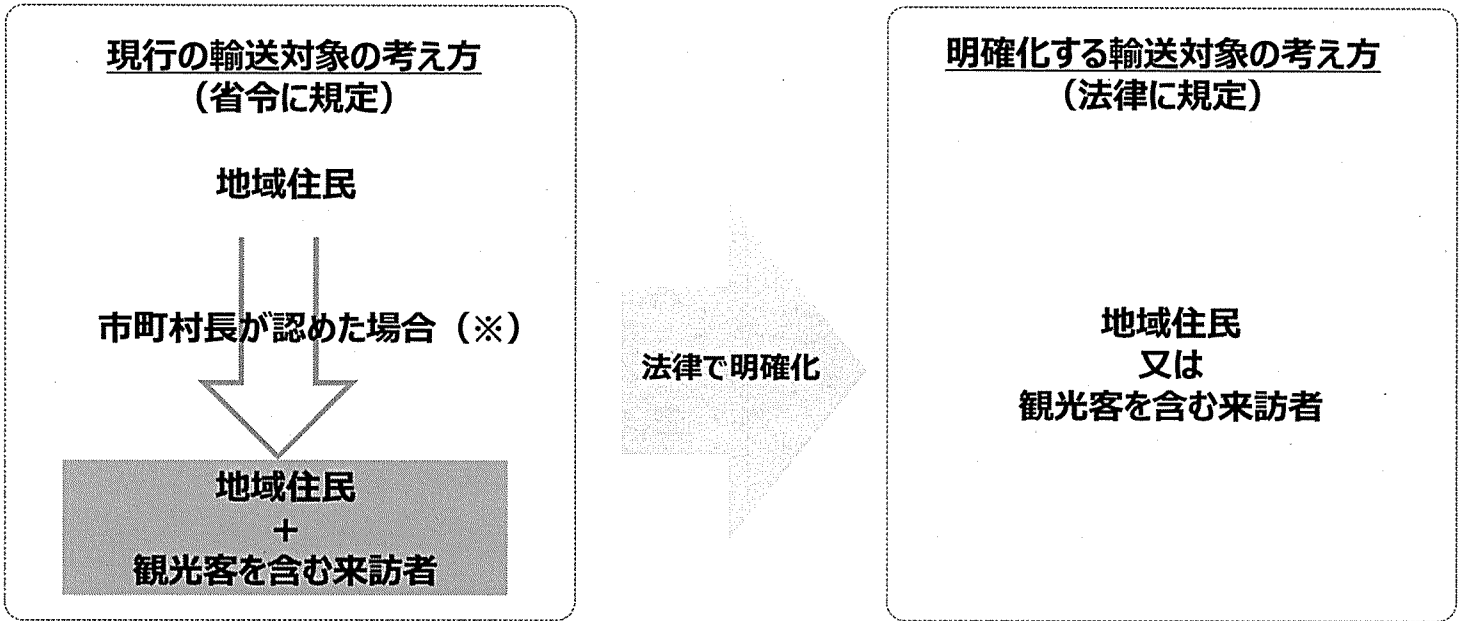 現行の輸送対象の考え方
（省令に規定）
地域住民
市町村長が認めた場合（※）
地域住民
＋
観光客を含む来訪者
法律で明確化
明確化する輸送対象の考え方
（法律に規定）
地域住民
又は
観光客を含む来訪者